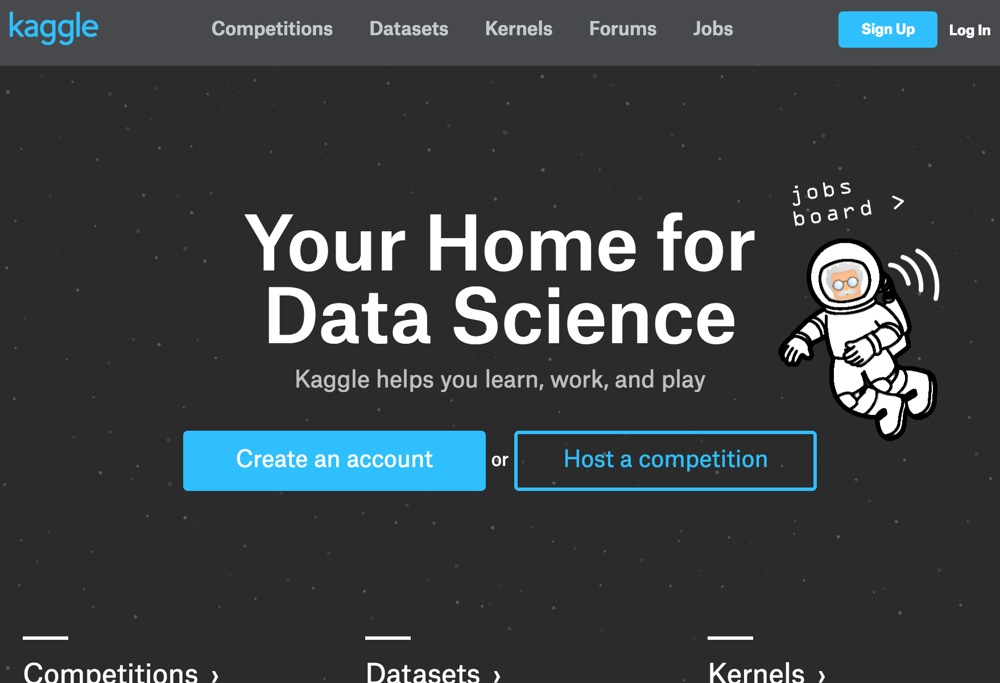 kaggle
Competitions
Datasets
Kernels
Forums
Jobs
Sign Up
Log In
jobs
board >
Your Home for
Data Science
Kaggle helps you learn, work, and play
Create an account
or
Host a competition
Competitions ›
Datasets ›
Kernels ›